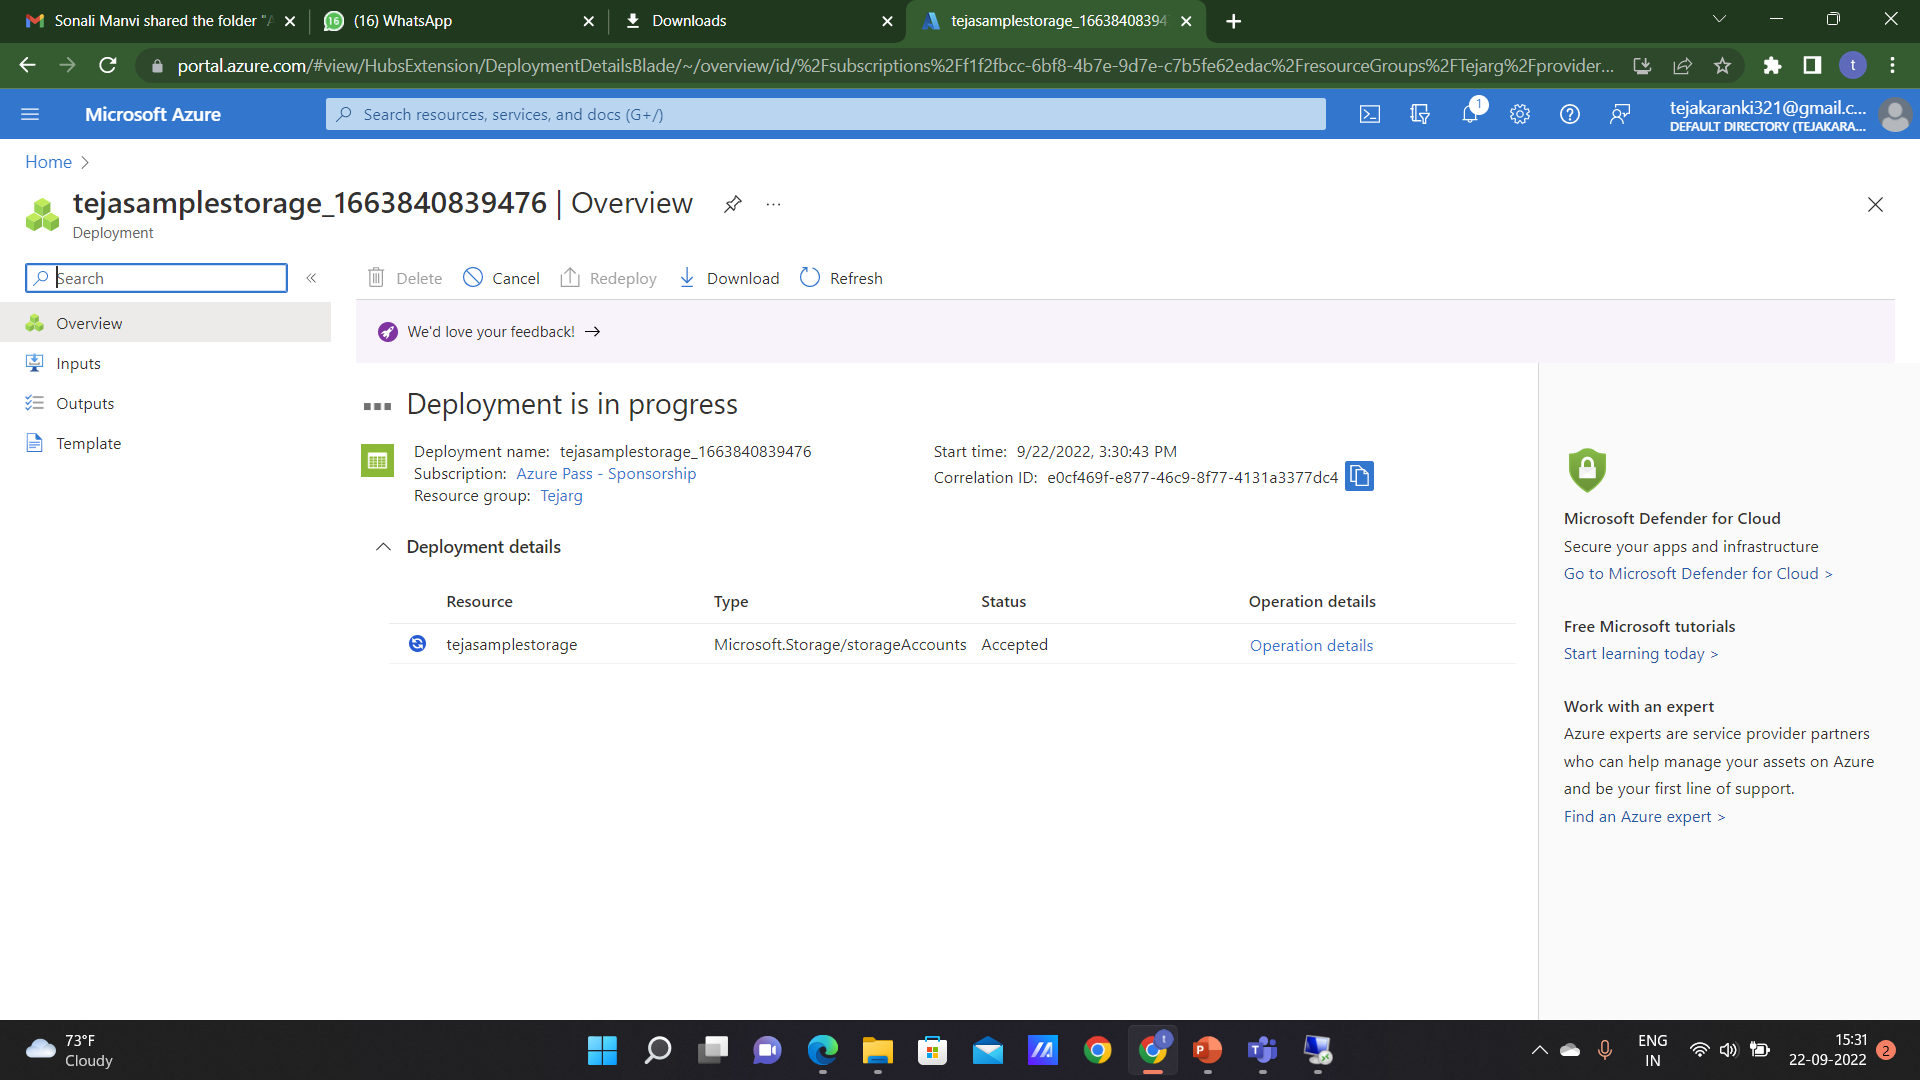 Sonali Manvi shared the folder "A
(16) WhatsApp
Downloads
tejasamplestorage_16638408394
portal.azure.com/#view/HubsExtension/DeploymentDetailsBlade/~/overview/id/%2Fsubscriptions%2Ff1f2fbcc-6bf8-4b7e-9d7e-c7b5fe62edac%2FresourceGroups%2FTejarg%2Fprovider...
t
Microsoft Azure
Search resources, services, and docs (G+/)
1
tejakaranki321@gmail.c...
DEFAULT DIRECTORY (TEJAKARA...
Home
tejasamplestorage_1663840839476 | Overview
Deployment
Search
Delete
Cancel
Redeploy
Download
Refresh
Overview
Inputs
Outputs
Template
We'd love your feedback!
Deployment is in progress
Deployment name: tejasamplestorage_1663840839476
Subscription: Azure Pass - Sponsorship
Resource group: Tejarg
Start time: 9/22/2022, 3:30:43 PM
Correlation ID: e0cf469f-e877-46c9-8f77-4131a3377dc4
Deployment details
Resource Type Status Operation details
tejasamplestorage Microsoft.Storage/storageAccounts Accepted Operation details
Microsoft Defender for Cloud
Secure your apps and infrastructure
Go to Microsoft Defender for Cloud >
Free Microsoft tutorials
Start learning today >
Work with an expert
Azure experts are service provider partners
who can help manage your assets on Azure
and be your first line of support.
Find an Azure expert >
73°F
Cloudy
ENG
IN
15:31
22-09-2022
2